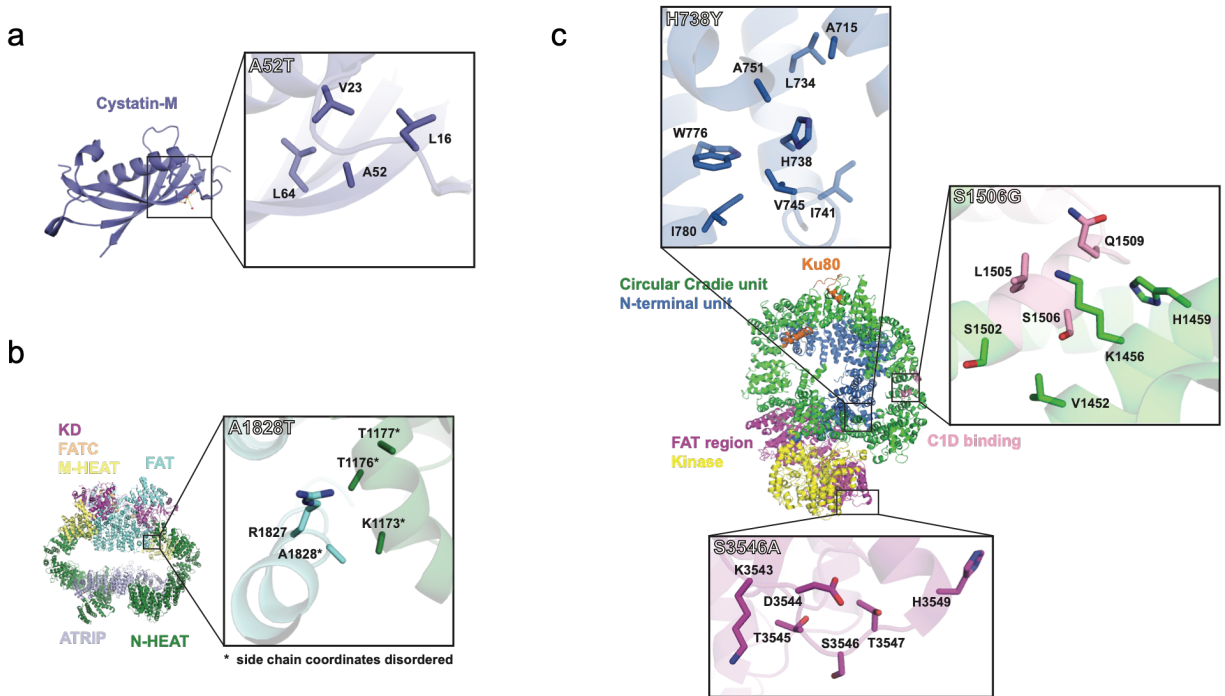 a
A52T
V23
Cystatin-M
L16
L64
A52
b
A1828T
T1177*
T1176*
KD
FATC
M-HEAT
FAT
R1827
K1173*
A1828*
ATRIP
N-HEAT
* side chain coordinates disordered
c
H738Y
A715
A751
L734
W776
H738
V745
I741
I780
S1506G
Q1509
L1505
S1506
H1459
S1502
K1456
V1452
Ku80
Circular Cradie unit
N-terminal unit
C1D binding
FAT region
Kinase
S3546A
K3543
D3544
H3549
T3545
S3546
T3547